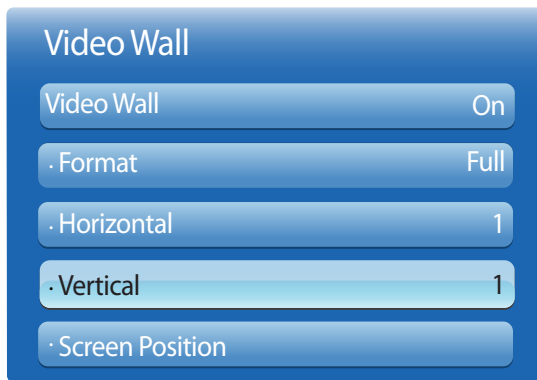 Video Wall
Video Wall On
· Format Full
· Horizontal 1
· Vertical 1
· Screen Position